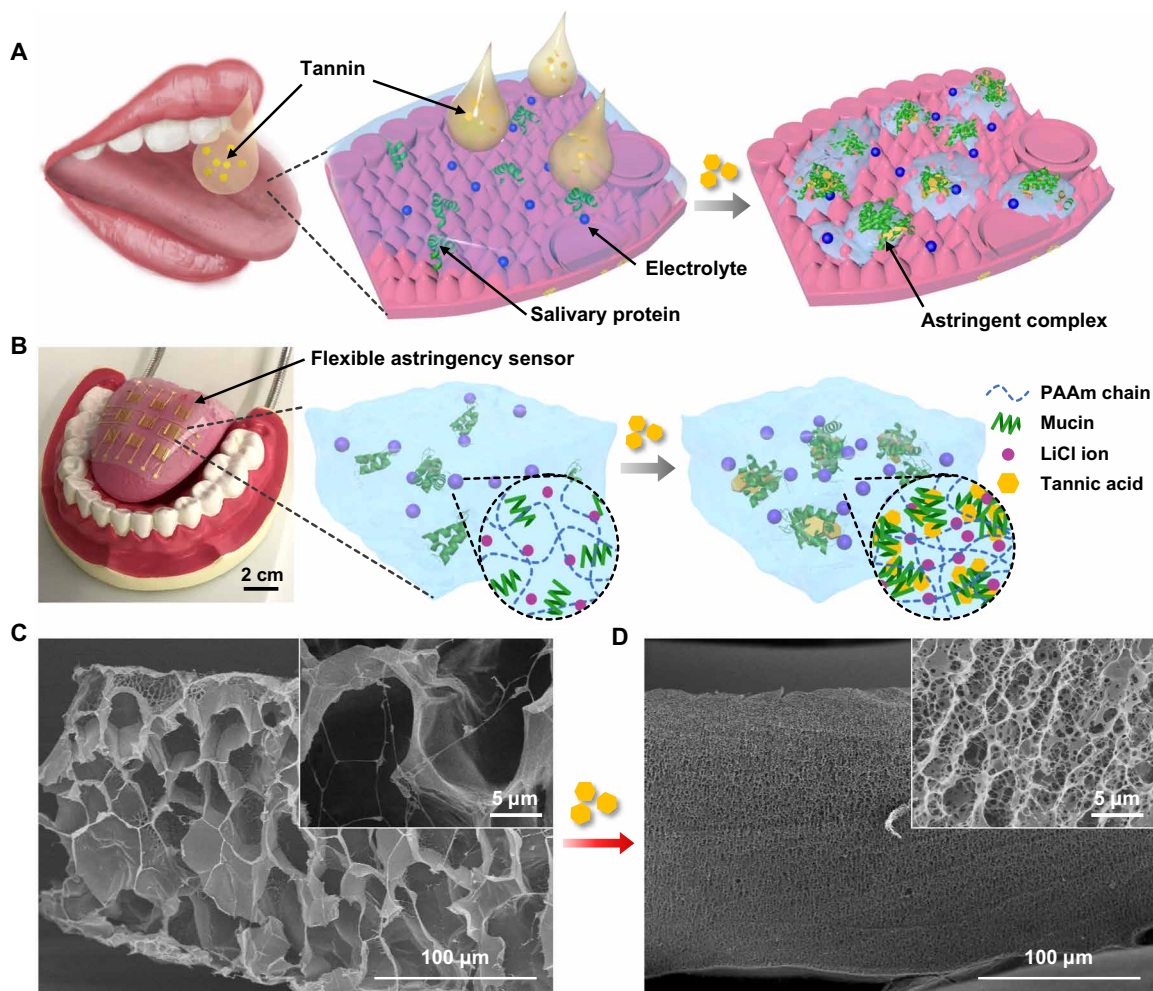 A
Tannin
Electrolyte
Salivary protein
Astringent complex
B
Flexible astringency sensor
2 cm
PAAm chain
Mucin
LiCl ion
Tannic acid
C
5 µm
100 µm
D
5 µm
100 µm